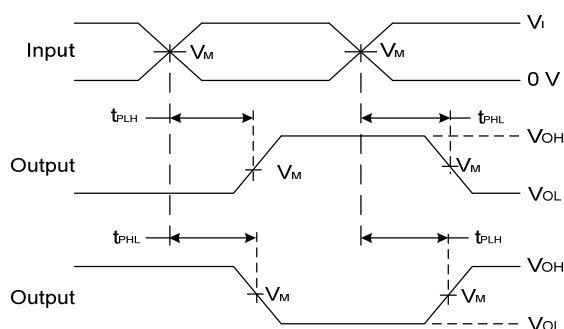 VI
Input VM VM
0 V
tPLH tPHL
VOH
Output VM VM
VOL
tPHL tPLH
VOH
Output VM VM
VOL